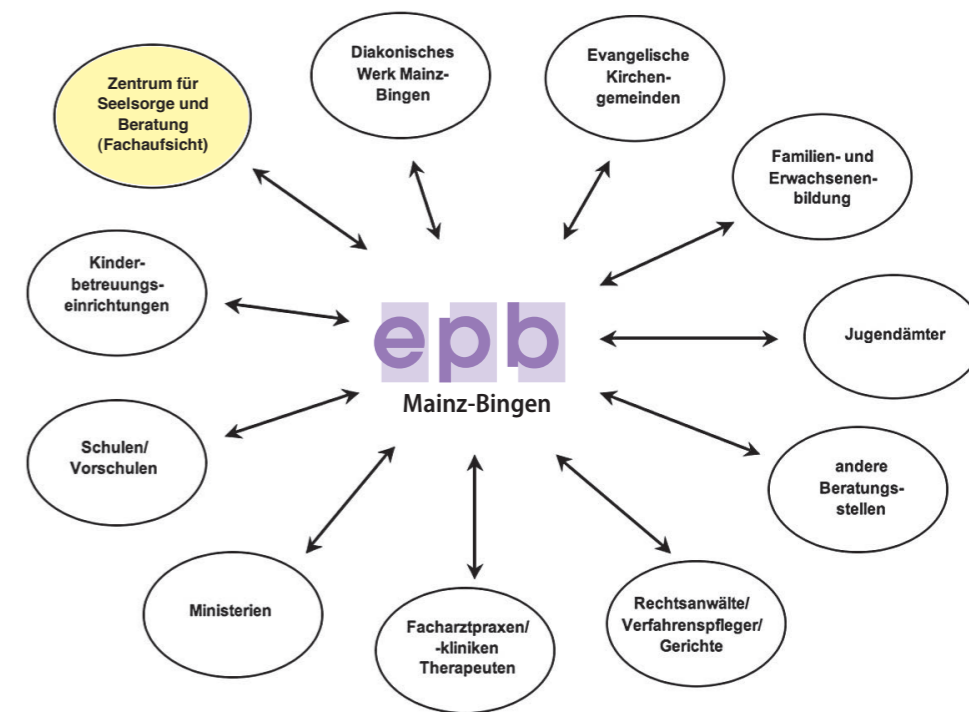 Zentrum für
Seelsorge und
Beratung
(Fachaufsicht)
Diakonisches
Werk Mainz-
Bingen
Evangelische
Kirchen-
gemeinden
Familien- und
Erwachsenen-
bildung
Jugendämter
andere
Beratungs-
stellen
Rechtsanwälte/
Verfahrenspfleger/
Gerichte
Facharztpraxen/
-kliniken
Therapeuten
Ministerien
Schulen/
Vorschulen
Kinder-
betreuungs-
einrichtungen
epb
Mainz-Bingen